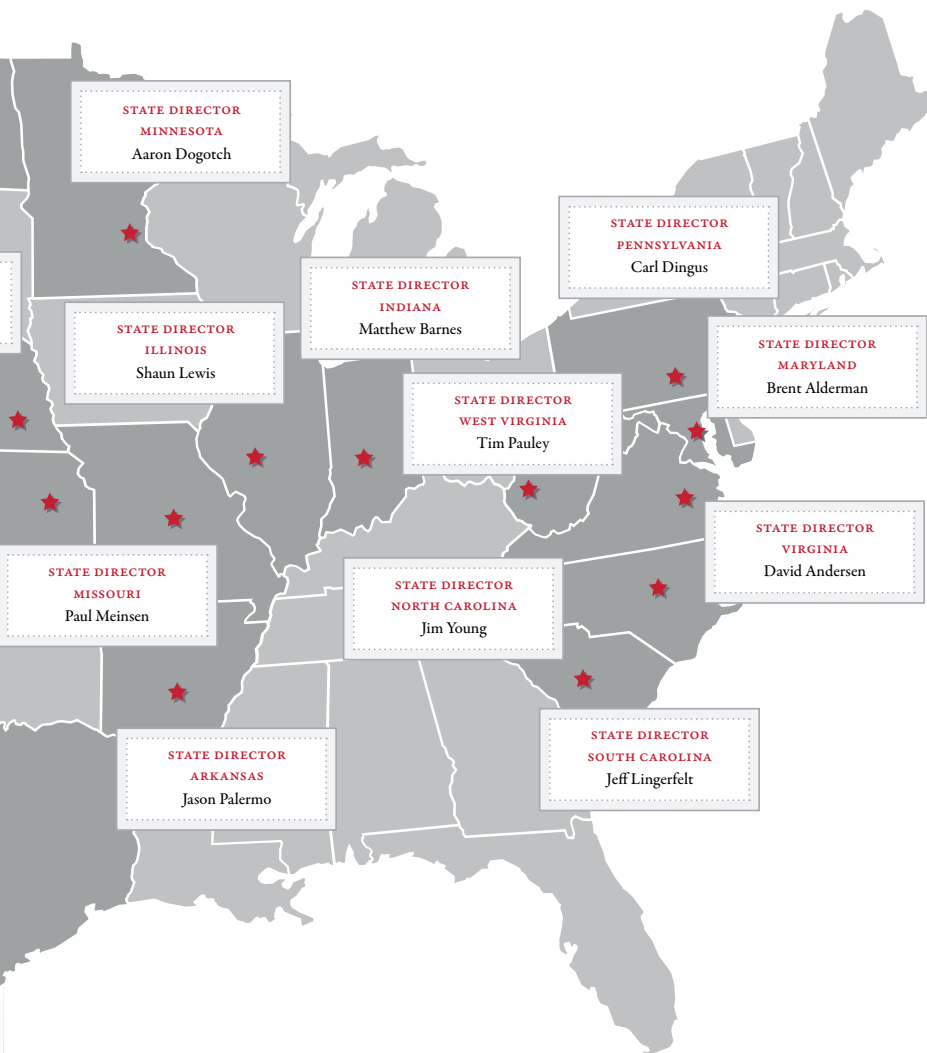 STATE DIRECTOR
MINNESOTA
Aaron Dogotch
STATE DIRECTOR
PENNSYLVANIA
Carl Dingus
STATE DIRECTOR
INDIANA
Matthew Barnes
STATE DIRECTOR
ILLINOIS
Shaun Lewis
STATE DIRECTOR
MARYLAND
Brent Alderman
STATE DIRECTOR
WEST VIRGINIA
Tim Pauley
STATE DIRECTOR
VIRGINIA
David Andersen
STATE DIRECTOR
MISSOURI
Paul Meinsen
STATE DIRECTOR
NORTH CAROLINA
Jim Young
STATE DIRECTOR
SOUTH CAROLINA
Jeff Lingerfelt
STATE DIRECTOR
ARKANSAS
Jason Palermo